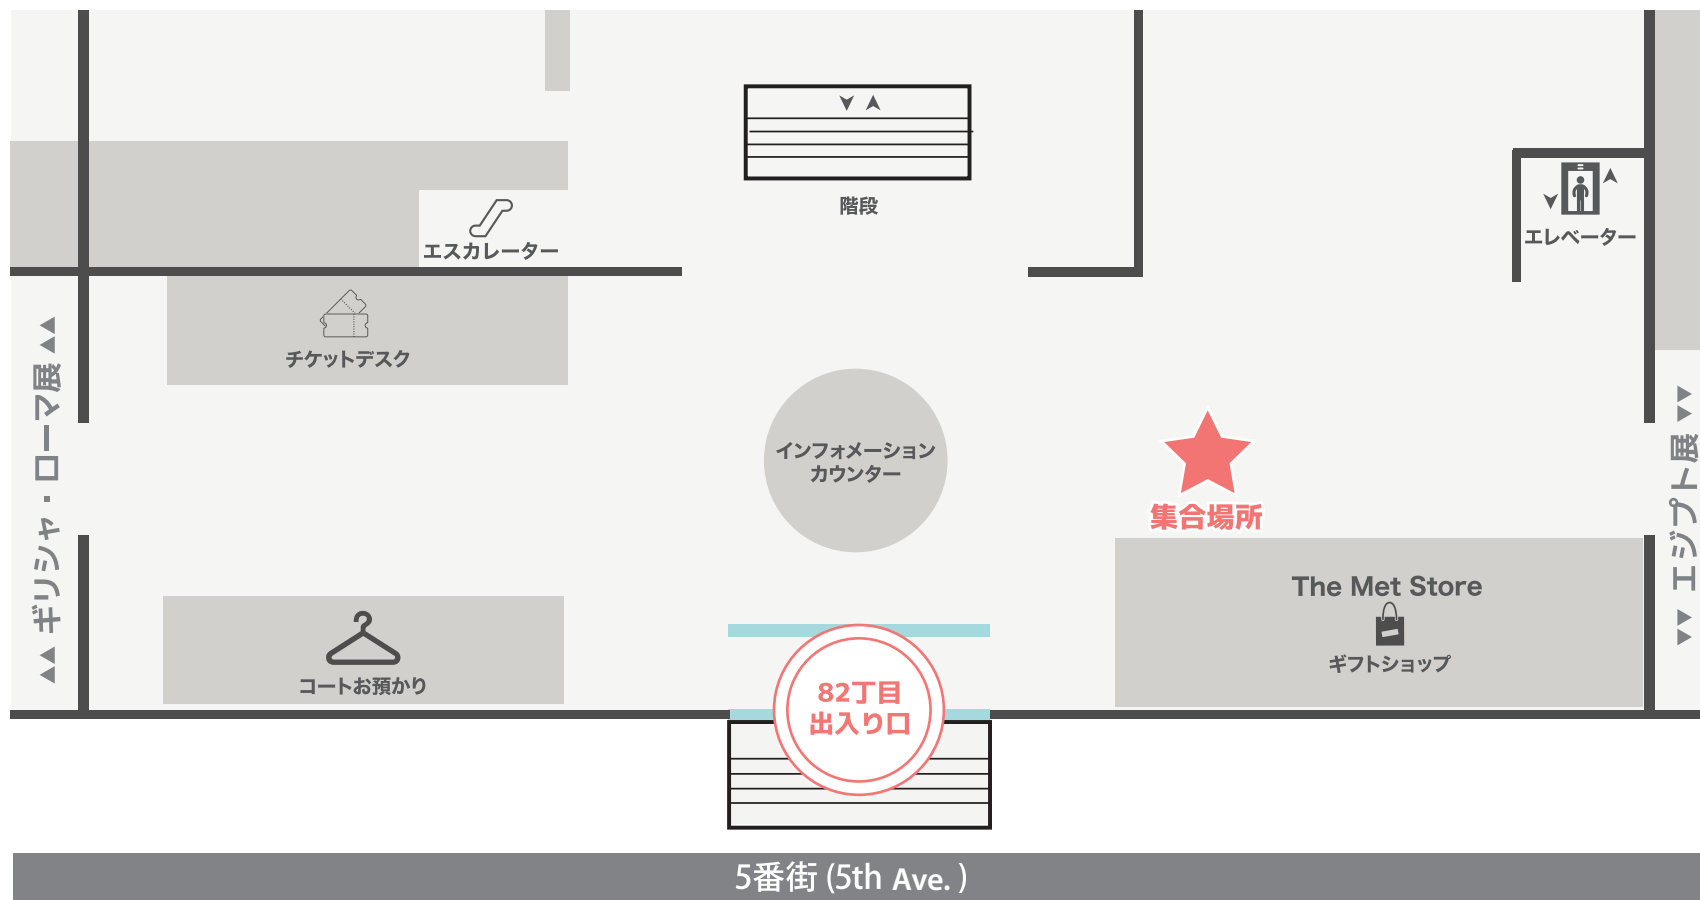 階段
エスカレーター
エレベーター
チケットデスク
▲▲ ギリシャ・ローマ展 ▲▲
インフォメーション
カウンター
集合場所
▲▲ エジプト展 ▲▲
The Met Store
ギフトショップ
コートお預かり
82丁目
出入り口
5番街 (5th Ave. )